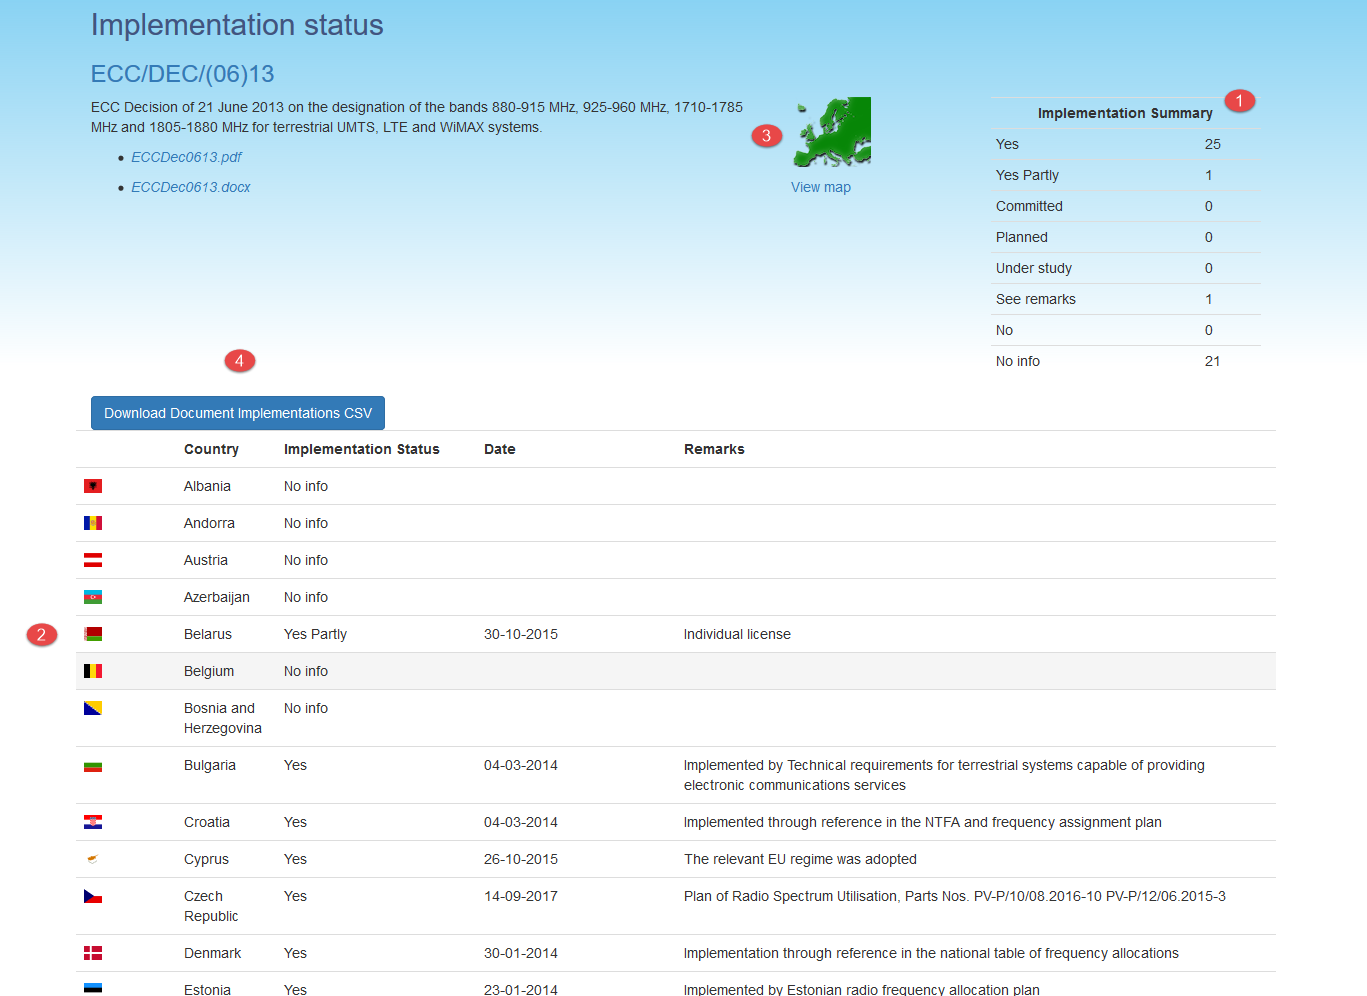 Implementation status
ECC/DEC/(06)13
ECC Decision of 21 June 2013 on the designation of the bands 880-915 MHz, 925-960 MHz, 1710-1785
MHz and 1805-1880 MHz for terrestrial UMTS, LTE and WiMAX systems.
ECCDec0613.pdf
ECCDec0613.docx
3
View map
1
Implementation Summary
Yes 25
Yes Partly 1
Committed 0
Planned 0
Under study 0
See remarks 1
No 0
No info 21
4
Download Document Implementations CSV
Country Implementation Status Date Remarks
Albania No info
Andorra No info
Austria No info
Azerbaijan No info
2 Belarus Yes Partly 30-10-2015 Individual license
Belgium No info
Bosnia and No info
Herzegovina
Bulgaria Yes 04-03-2014 Implemented by Technical requirements for terrestrial systems capable of providing
electronic communications services
Croatia Yes 04-03-2014 Implemented through reference in the NTFA and frequency assignment plan
Cyprus Yes 26-10-2015 The relevant EU regime was adopted
Czech Yes 14-09-2017 Plan of Radio Spectrum Utilisation, Parts Nos. PV-P/10/08.2016-10 PV-P/12/06.2015-3
Republic
Denmark Yes 30-01-2014 Implementation through reference in the national table of frequency allocations
Estonia Yes 23-01-2014 Implemented by Estonian radio frequency allocation plan